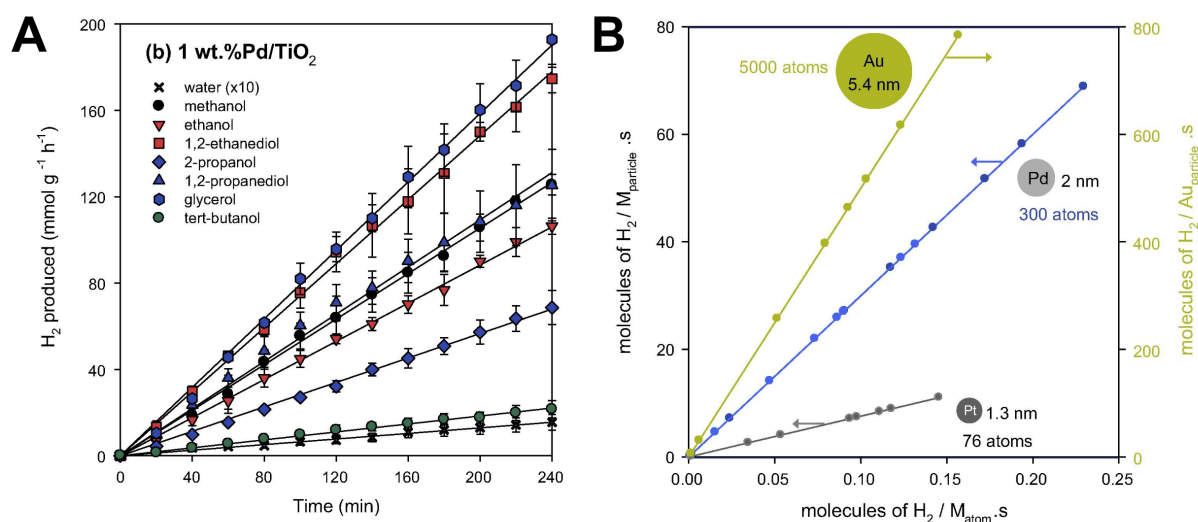 A
(b) 1 wt.%Pd/TiO2
water (x10)
methanol
ethanol
1,2-ethanediol
2-propanol
1,2-propanediol
glycerol
tert-butanol
H2 produced (mmol g-1 h-1)
200
160
120
80
40
0
0 40 80 120 160 200 240
Time (min)
B
molecules of H2 / Mparticle .s
80
60
40
20
0
0.00 0.05 0.10 0.15 0.20 0.25
molecules of H2 / Matom.s
800
600
400
200
0
molecules of H2 / Auparticle .s
5000 atoms
Au
5.4 nm
Pd 2 nm
300 atoms
Pt 1.3 nm
76 atoms